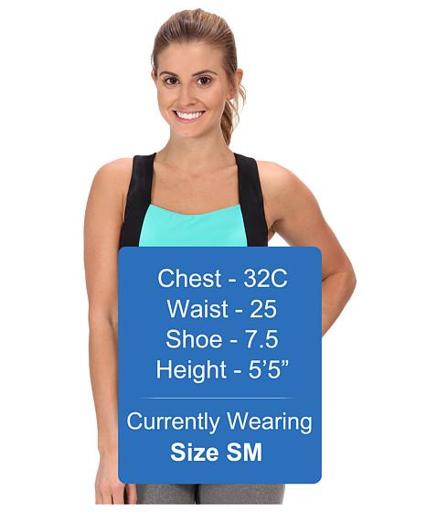 Chest - 32C
Waist - 25
Shoe - 7.5
Height - 5’5”
Currently Wearing
Size SM